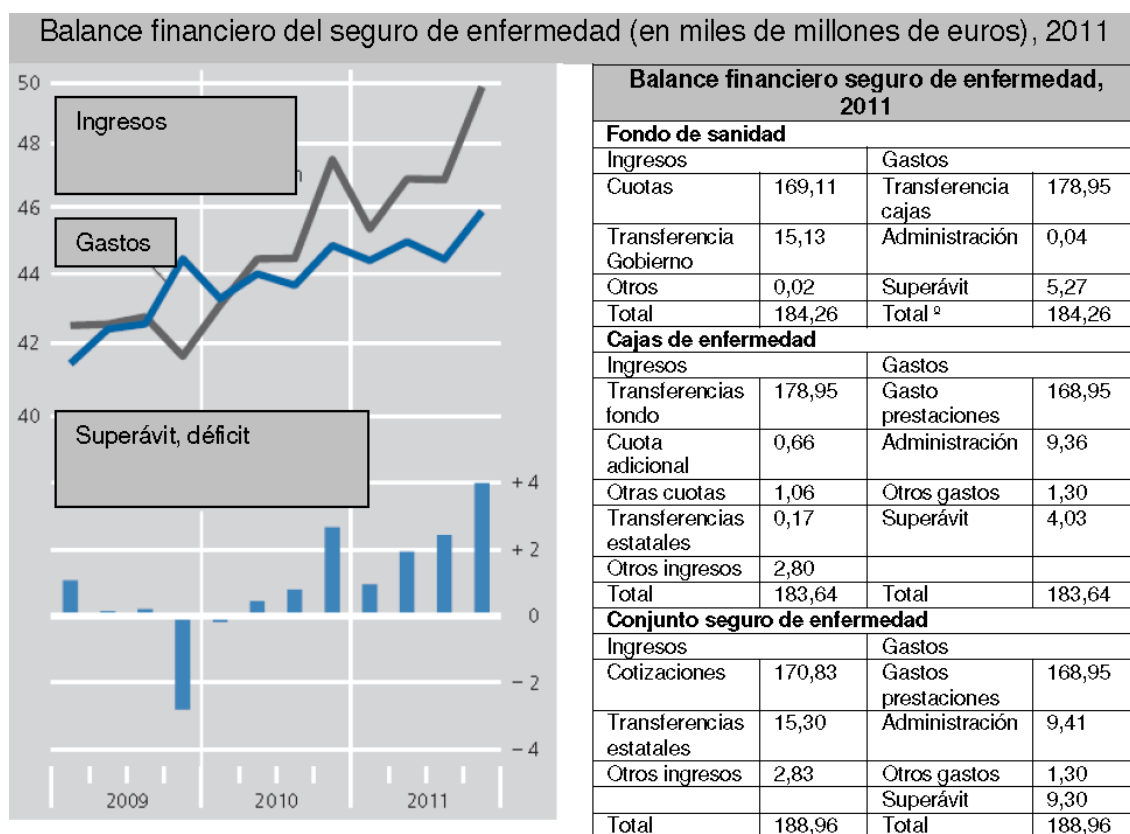 Balance financiero del seguro de enfermedad (en miles de millones de euros), 2011
50
48
46
44
42
40
Ingresos
n
Gastos
Superávit, déficit
+ 4
+ 2
0
– 2
– 4
2009 2010 2011
Balance financiero seguro de enfermedad,
2011
Fondo de sanidad
Ingresos Gastos
Cuotas 169,11 Transferencia 178,95
cajas
Transferencia 15,13 Administración 0,04
Gobierno
Otros 0,02 Superávit 5,27
Total 184,26 Total º 184,26
Cajas de enfermedad
Ingresos Gastos
Transferencias 178,95 Gasto 168,95
fondo prestaciones
Cuota 0,66 Administración 9,36
adicional
Otras cuotas 1,06 Otros gastos 1,30
Transferencias 0,17 Superávit 4,03
estatales
Otros ingresos 2,80
Total 183,64 Total 183,64
Conjunto seguro de enfermedad
Ingresos Gastos
Cotizaciones 170,83 Gastos 168,95
prestaciones
Transferencias 15,30 Administración 9,41
estatales
Otros ingresos 2,83 Otros gastos 1,30
Superávit 9,30
Total 188,96 Total 188,96